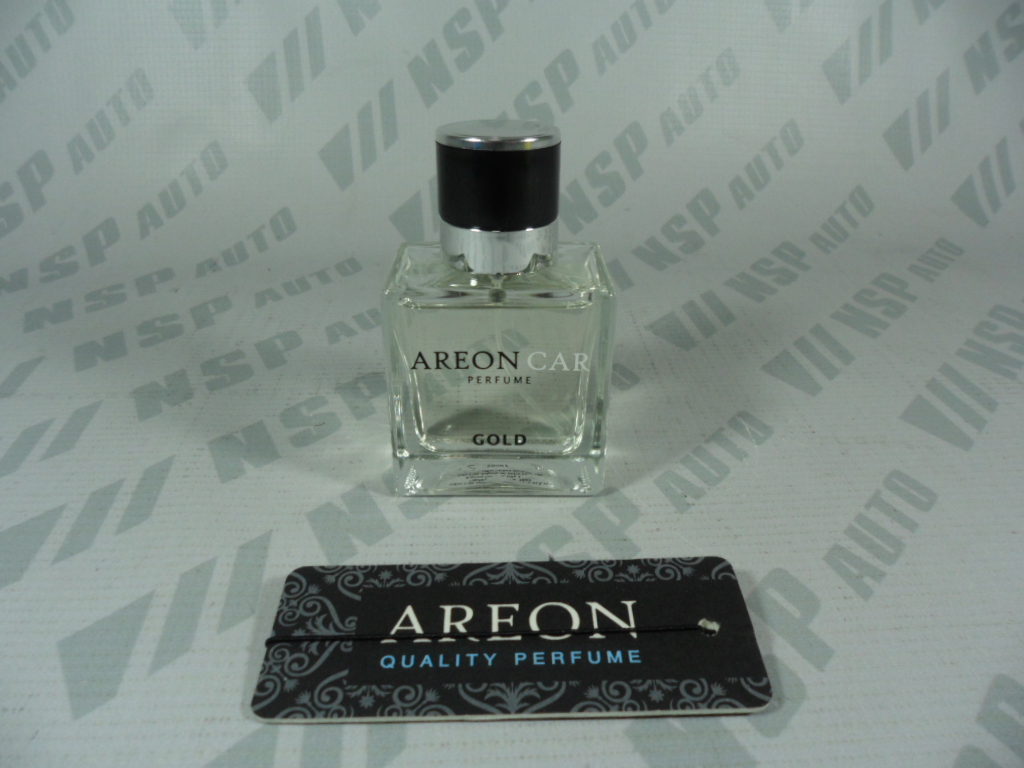 NSP AUTO
AREON CAR
PERFUME
GOLD
AREON
QUALITY PERFUME